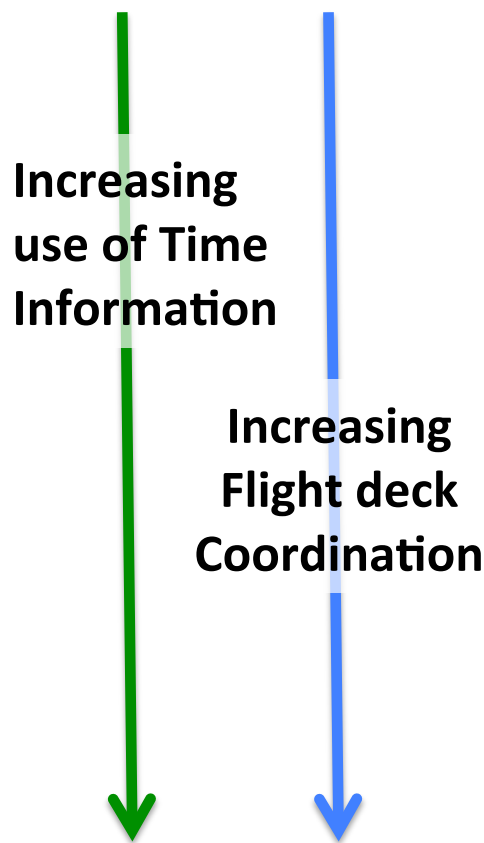 Increasing
use of Time
Information
Increasing
Flight deck
Coordination